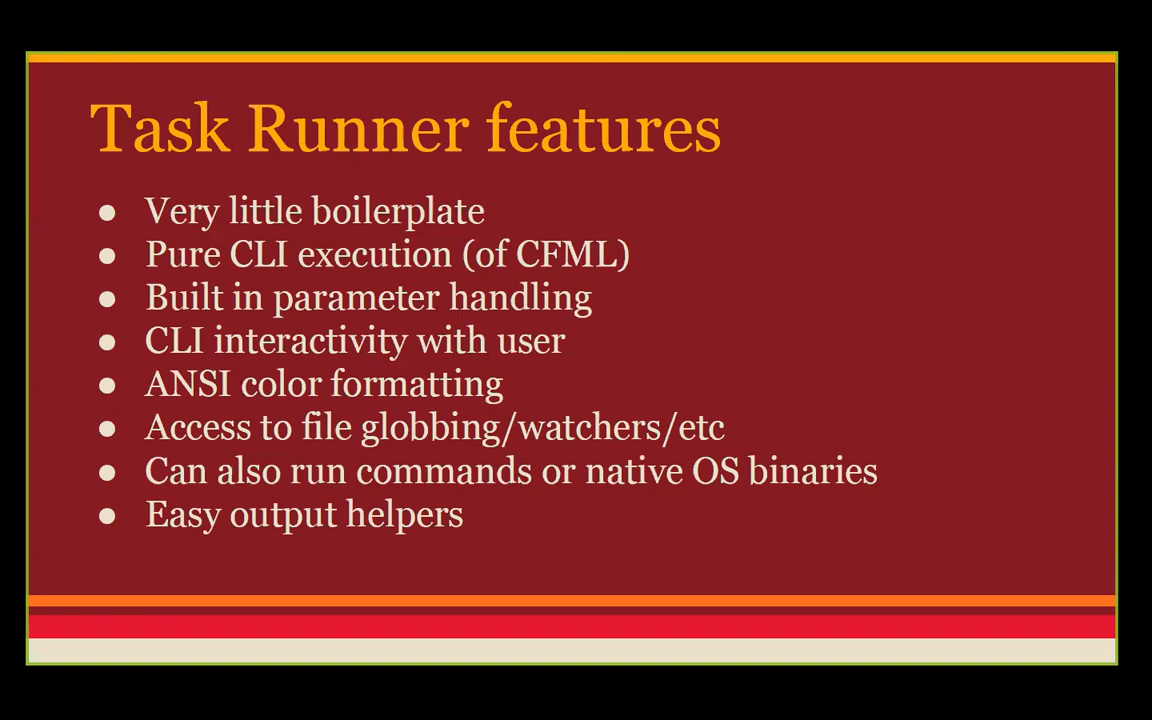 Task Runner features
● Very little boilerplate
● Pure CLI execution (of CFML)
● Built in parameter handling
● CLI interactivity with user
● ANSI color formatting
● Access to file globbing/watchers/etc
● Can also run commands or native OS binaries
● Easy output helpers